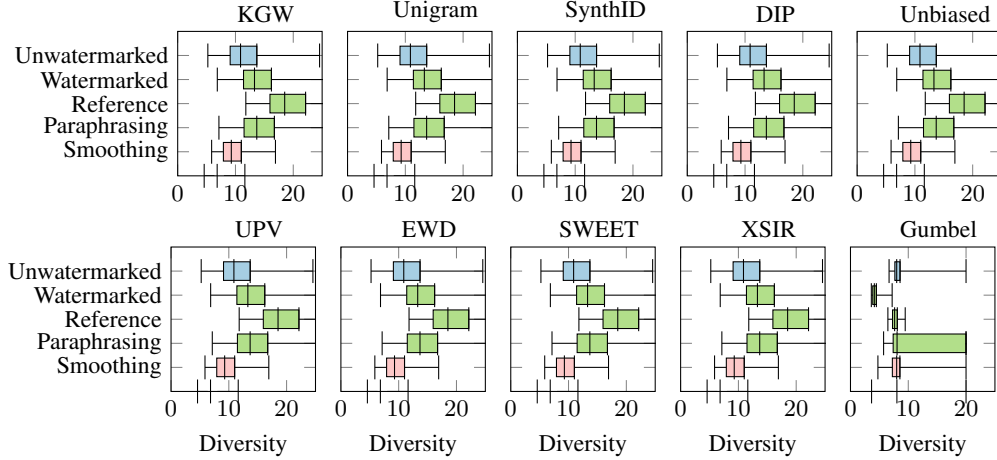 KGW Unigram SynthID DIP Unbiased
Unwatermarked
Watermarked
Reference
Paraphrasing
Smoothing
0 10 20 0 10 20 0 10 20 0 10 20 0 10 20
UPV EWD SWEET XSIR Gumbel
Unwatermarked
Watermarked
Reference
Paraphrasing
Smoothing
0 10 20 0 10 20 0 10 20 0 10 20 0 10 20
Diversity Diversity Diversity Diversity Diversity